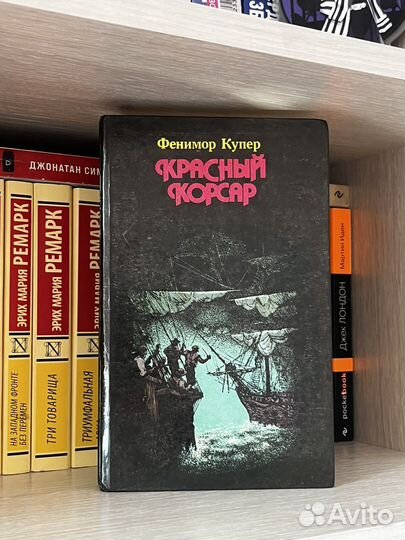 Фенимор Купер
КРАСНЫЙ
КОРСАР
ДЖОНАТАН
ЭРИХ МАРИЯ РЕМАРК
НА ЗАПАДНОМ ФРОНТЕ
БЕЗ ПЕРЕМЕН
ЭРИХ МАРИЯ РЕМАРК
ТРИ ТОВАРИЩА
ЭРИХ МАРИЯ РЕМАРК
ТРИУМФАЛЬНАЯ
Мартин Иден
Джек ЛОНДОН
pocketbook
Avito